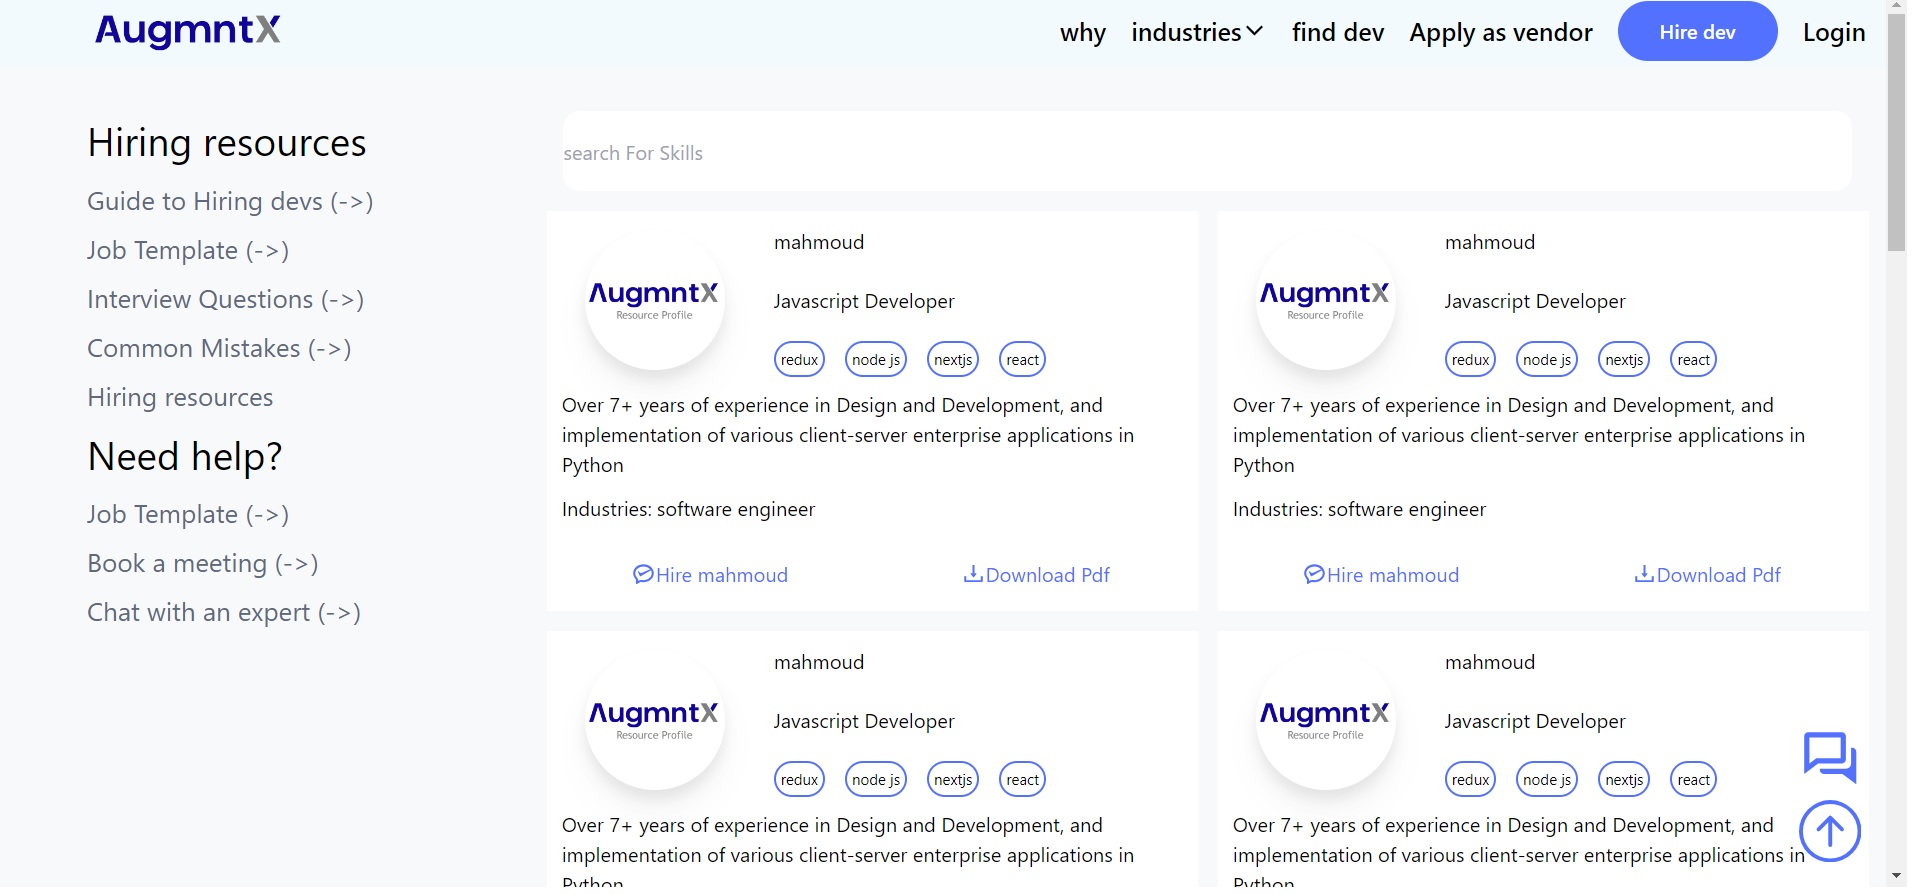 AugmntX
why industries find dev Apply as vendor Hire dev Login
Hiring resources
Guide to Hiring devs (->)
Job Template (->)
Interview Questions (->)
Common Mistakes (->)
Hiring resources
Need help?
Job Template (->)
Book a meeting (->)
Chat with an expert (->)
search For Skills
AugmntX
Resource Profile
mahmoud
Javascript Developer
redux node js nextjs react
Over 7+ years of experience in Design and Development, and
implementation of various client-server enterprise applications in
Python
Industries: software engineer
Hire mahmoud Download Pdf
AugmntX
Resource Profile
mahmoud
Javascript Developer
redux node js nextjs react
Over 7+ years of experience in Design and Development, and
implementation of various client-server enterprise applications in
Python
Industries: software engineer
Hire mahmoud Download Pdf
AugmntX
Resource Profile
mahmoud
Javascript Developer
redux node js nextjs react
Over 7+ years of experience in Design and Development, and
implementation of various client-server enterprise applications in
Python
AugmntX
Resource Profile
mahmoud
Javascript Developer
redux node js nextjs react
Over 7+ years of experience in Design and Development, and
implementation of various client-server enterprise applications in
Python